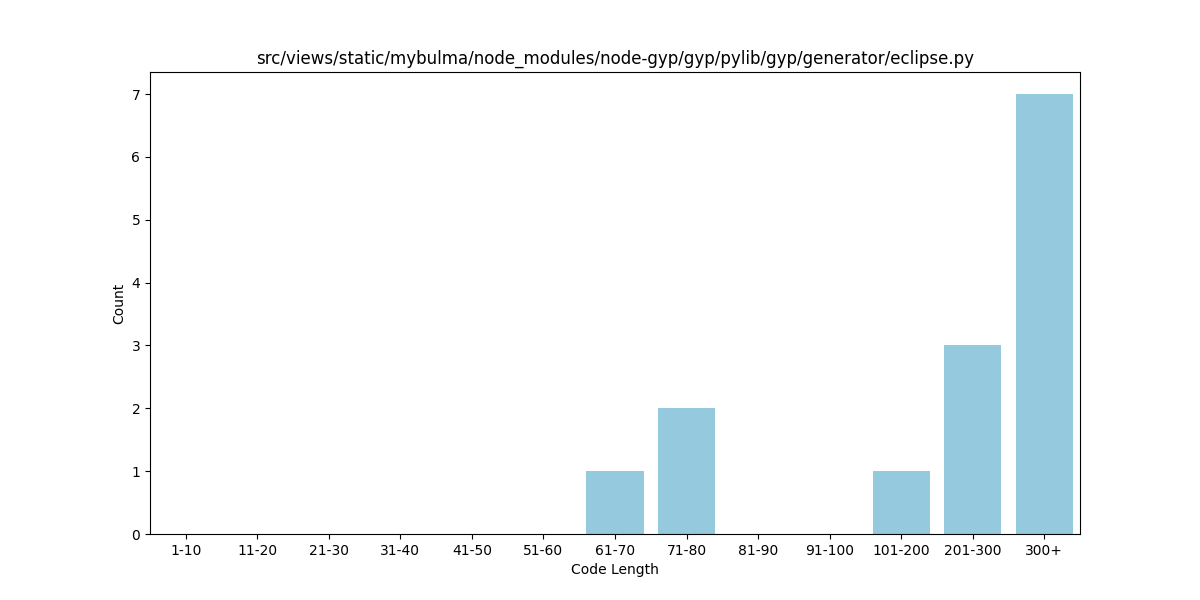 src/views/static/mybulma/node_modules/node-gyp/gyp/pylib/gyp/generator/eclipse.py
7
6
5
4
3
2
1
0
Count
1-10 11-20 21-30 31-40 41-50 51-60 61-70 71-80 81-90 91-100 101-200 201-300 300+
Code Length